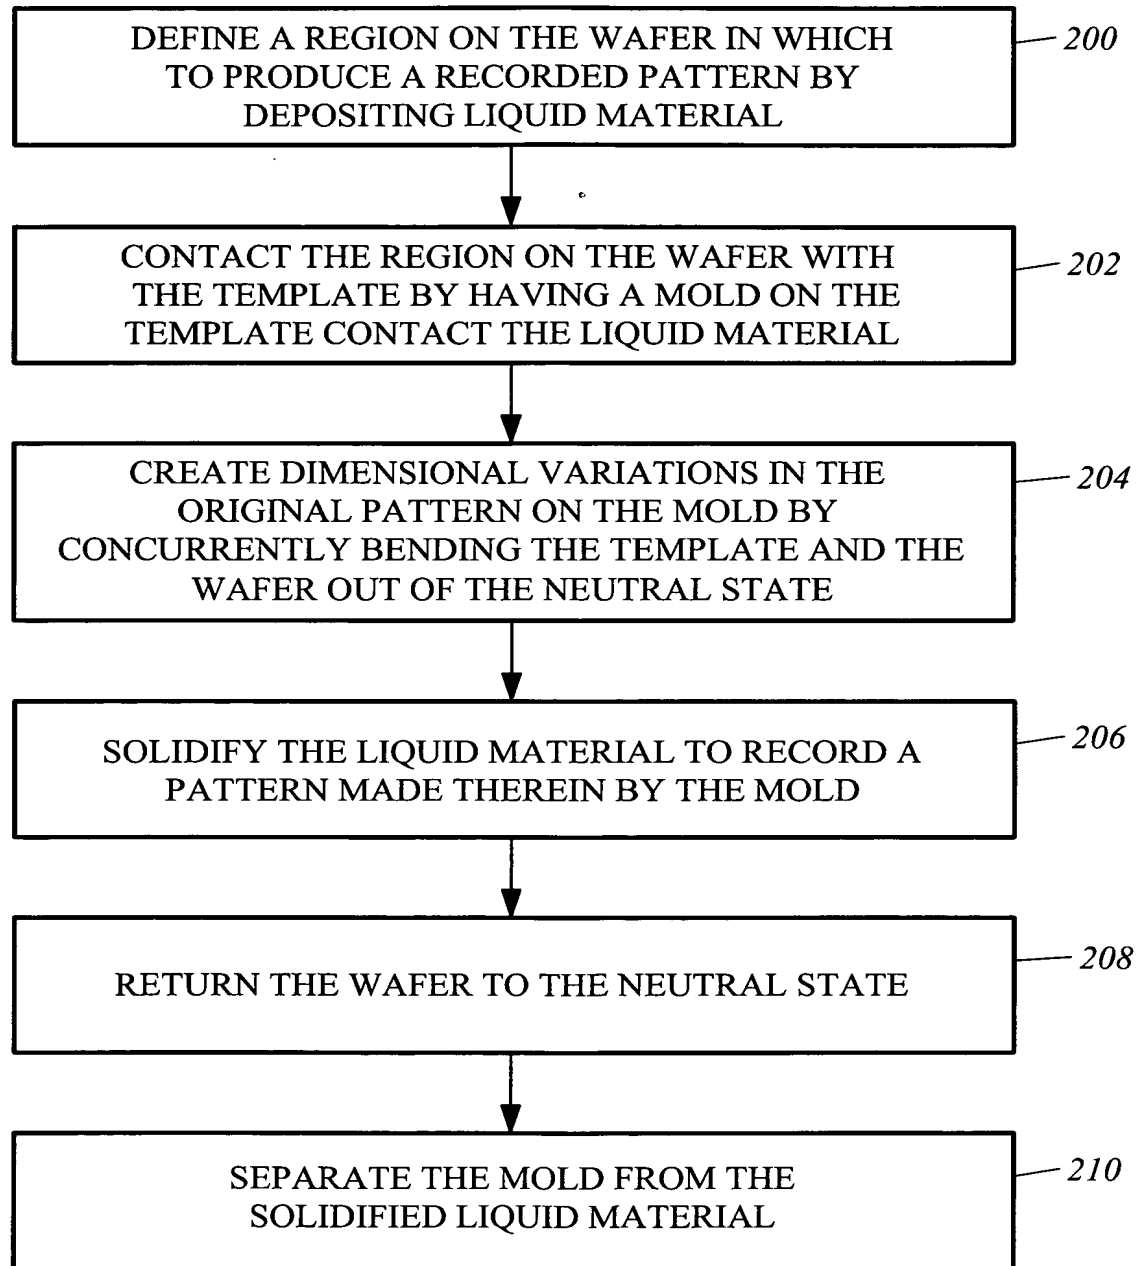 DEFINE A REGION ON THE WAFER IN WHICH
TO PRODUCE A RECORDED PATTERN BY
DEPOSITING LIQUID MATERIAL
200
CONTACT THE REGION ON THE WAFER WITH
THE TEMPLATE BY HAVING A MOLD ON THE
TEMPLATE CONTACT THE LIQUID MATERIAL
202
CREATE DIMENSIONAL VARIATIONS IN THE
ORIGINAL PATTERN ON THE MOLD BY
CONCURRENTLY BENDING THE TEMPLATE AND THE
WAFER OUT OF THE NEUTRAL STATE
204
SOLIDIFY THE LIQUID MATERIAL TO RECORD A
PATTERN MADE THEREIN BY THE MOLD
206
RETURN THE WAFER TO THE NEUTRAL STATE
208
SEPARATE THE MOLD FROM THE
SOLIDIFIED LIQUID MATERIAL
210